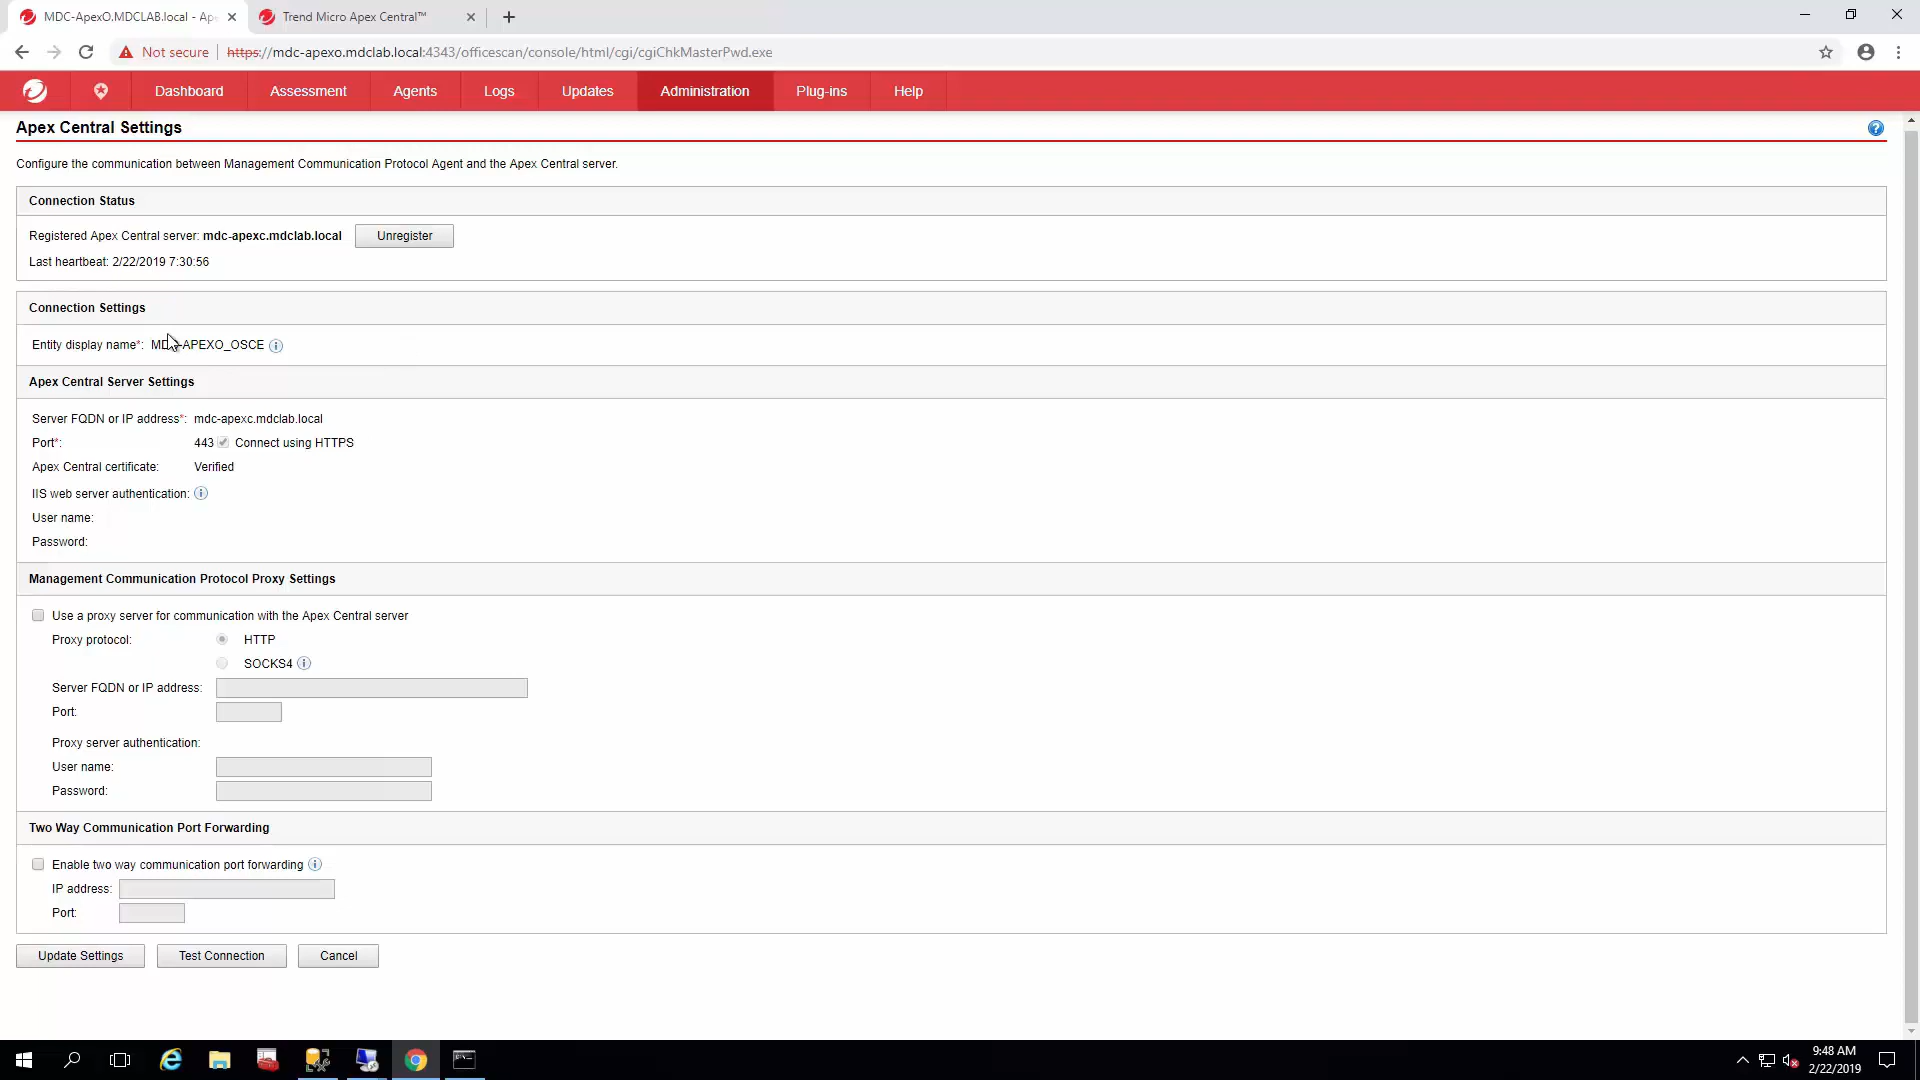 MDC-ApexO.MDCLAB.local - Ap
Trend Micro Apex Central™
Not secure
https://mdc-apexo.mdclab.local:4343/officescan/console/html/cgi/cgiChkMasterPwd.exe
Dashboard
Assessment
Agents
Logs
Updates
Administration
Plug-ins
Help
Apex Central Settings
Configure the communication between Management Communication Protocol Agent and the Apex Central server.
Connection Status
Registered Apex Central server: mdc-apexc.mdclab.local
Unregister
Last heartbeat: 2/22/2019 7:30:56
Connection Settings
Entity display name*: MDC-APEXO_OSCE
Apex Central Server Settings
Server FQDN or IP address*: mdc-apexc.mdclab.local
Port*: 443 Connect using HTTPS
Apex Central certificate: Verified
IIS web server authentication:
User name:
Password:
Management Communication Protocol Proxy Settings
Use a proxy server for communication with the Apex Central server
Proxy protocol: HTTP
SOCKS4
Server FQDN or IP address:
Port:
Proxy server authentication:
User name:
Password:
Two Way Communication Port Forwarding
Enable two way communication port forwarding
IP address:
Port:
Update Settings
Test Connection
Cancel
9:48 AM
2/22/2019